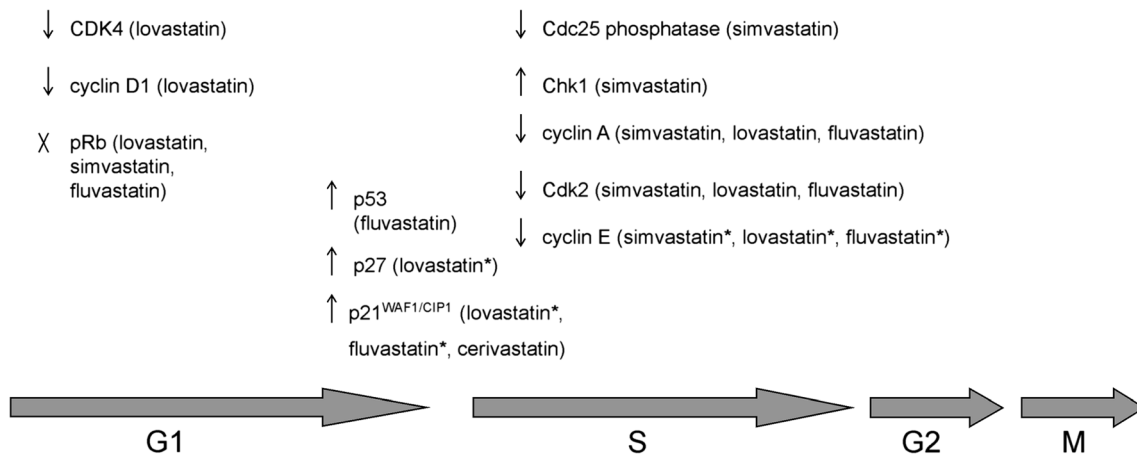 CDK4 (lovastatin)
cyclin D1 (lovastatin)
X pRb (lovastatin,
simvastatin,
fluvastatin)
p53
(fluvastatin)
p27 (lovastatin*)
p21WAF1/CIP1 (lovastatin*,
fluvastatin*, cerivastatin)
Cdc25 phosphatase (simvastatin)
Chk1 (simvastatin)
cyclin A (simvastatin, lovastatin, fluvastatin)
Cdk2 (simvastatin, lovastatin, fluvastatin)
cyclin E (simvastatin*, lovastatin*, fluvastatin*)
G1
S
G2
M